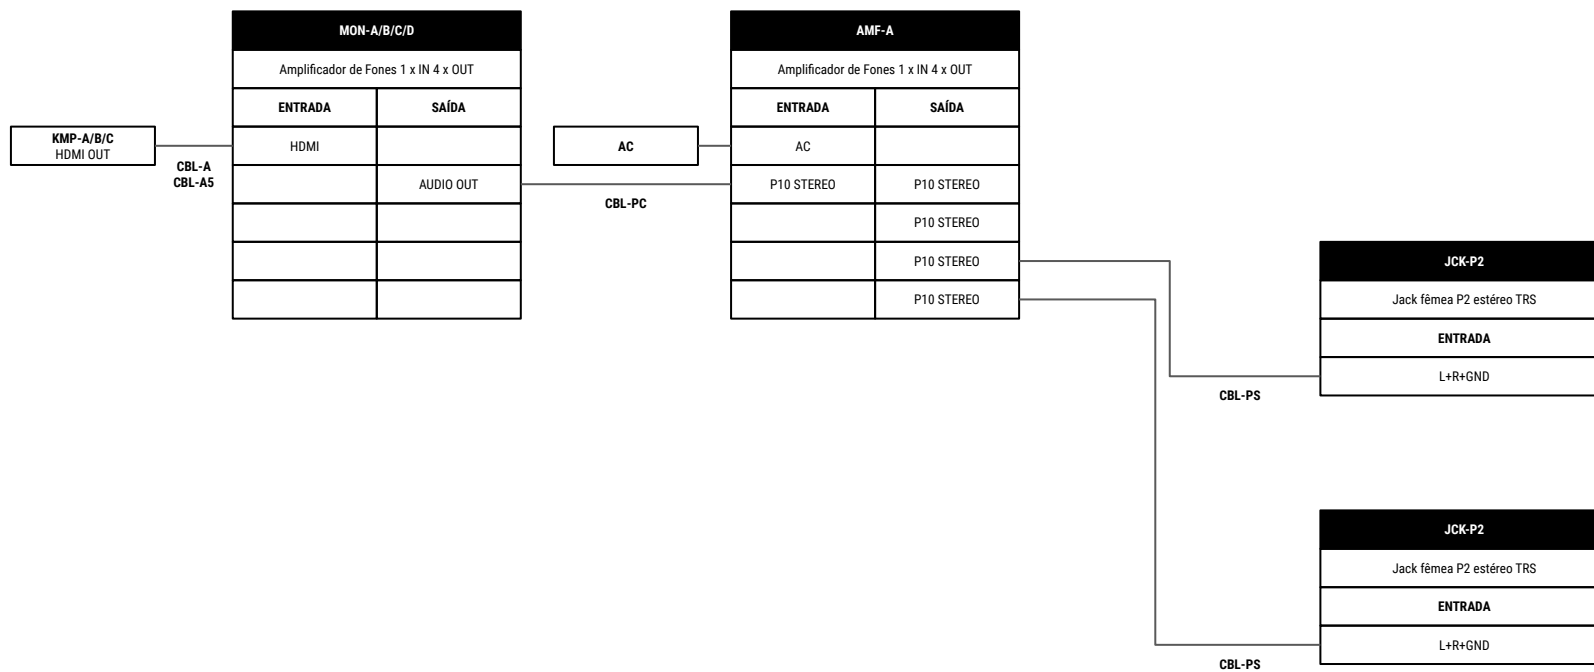 MON-A/B/C/D
Amplificador de Fones 1 x IN 4 x OUT
ENTRADA SAÍDA
HDMI
AUDIO OUT
KMP-A/B/C
HDMI OUT
CBL-A
CBL-A5
CBL-PC
AC
AMF-A
Amplificador de Fones 1 x IN 4 x OUT
ENTRADA SAÍDA
AC
P10 STEREO P10 STEREO
P10 STEREO
P10 STEREO
P10 STEREO
JCK-P2
Jack fêmea P2 estéreo TRS
ENTRADA
L+R+GND
CBL-PS
JCK-P2
Jack fêmea P2 estéreo TRS
ENTRADA
L+R+GND
CBL-PS